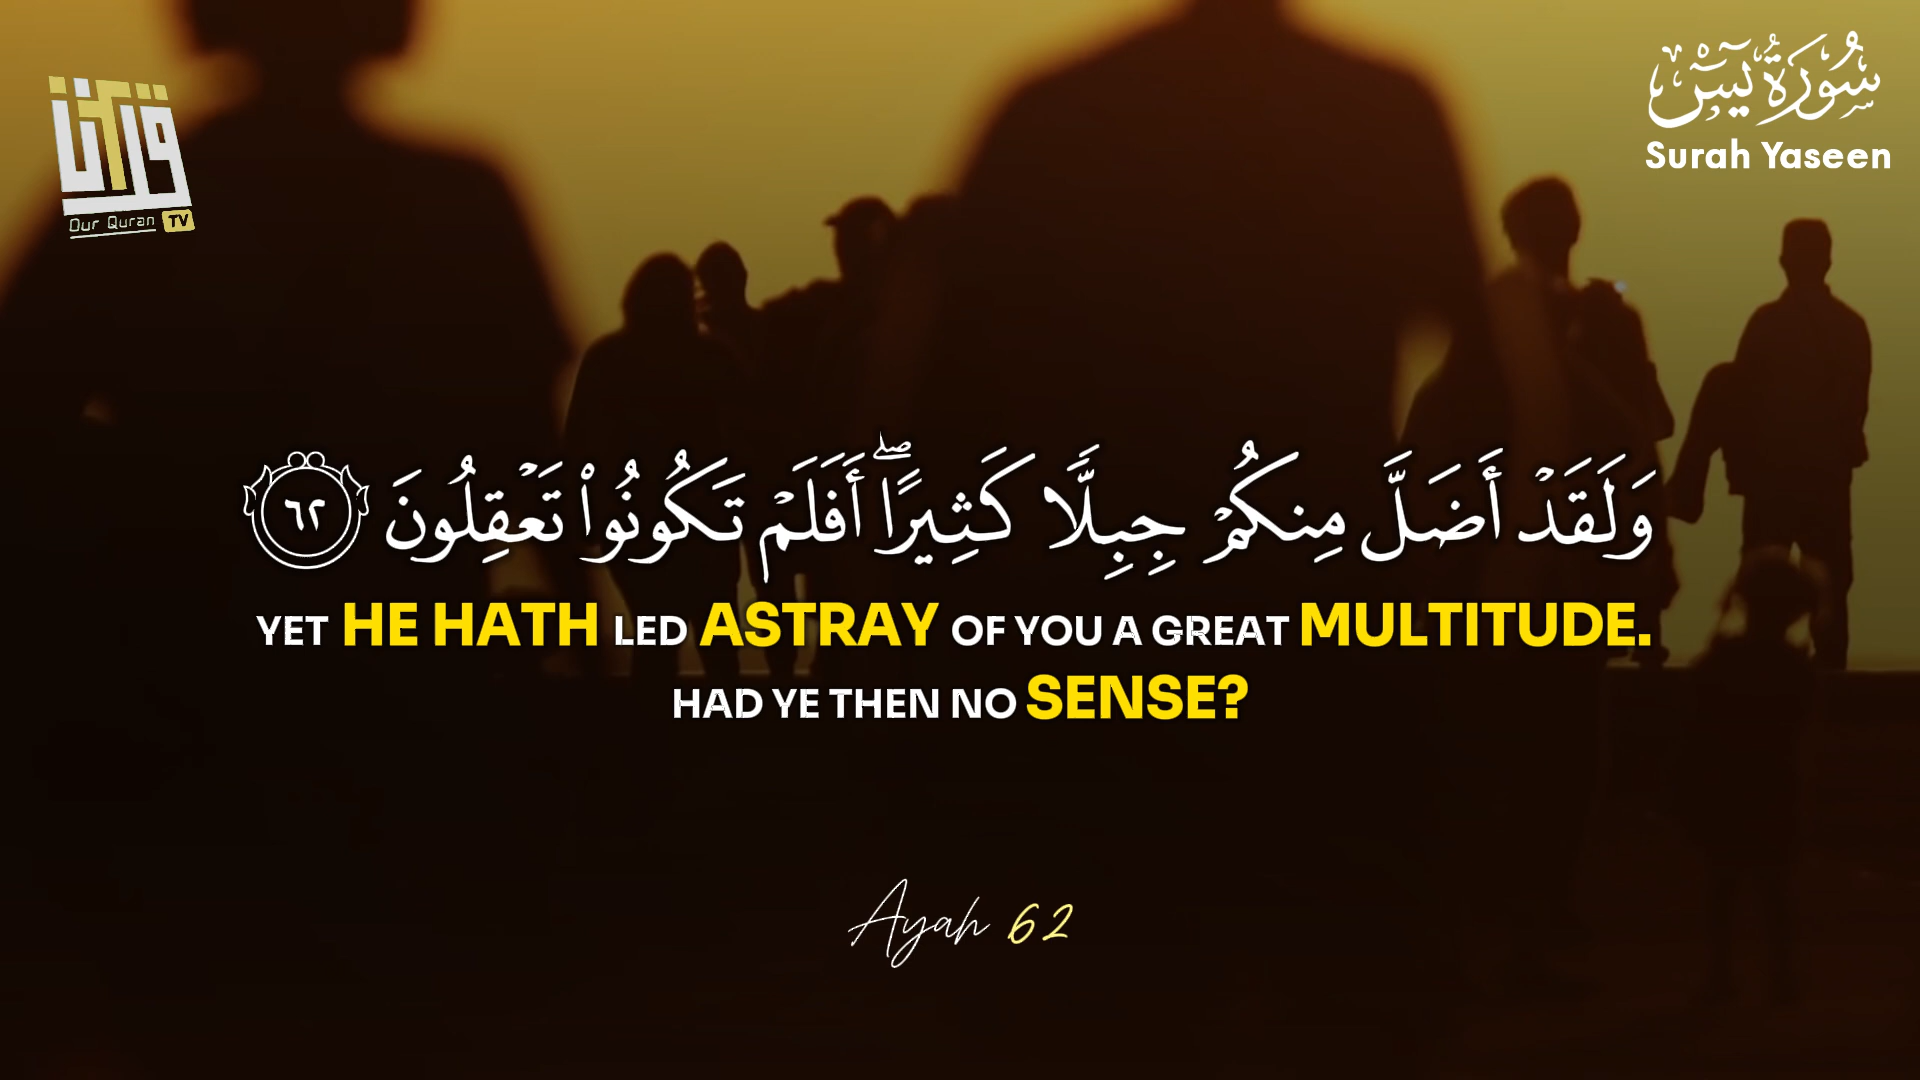 قرآننا
Our Quran TV
سُورَةُ يسٓ
Surah Yaseen
وَلَقَدْ أَضَلَّ مِنكُمْ جِبِلًّا كَثِيرًا ۖ أَفَلَمْ تَكُونُوا۟ تَعْقِلُونَ ٦٢
YET HE HATH LED ASTRAY OF YOU A GREAT MULTITUDE.
HAD YE THEN NO SENSE?
Ayah 62